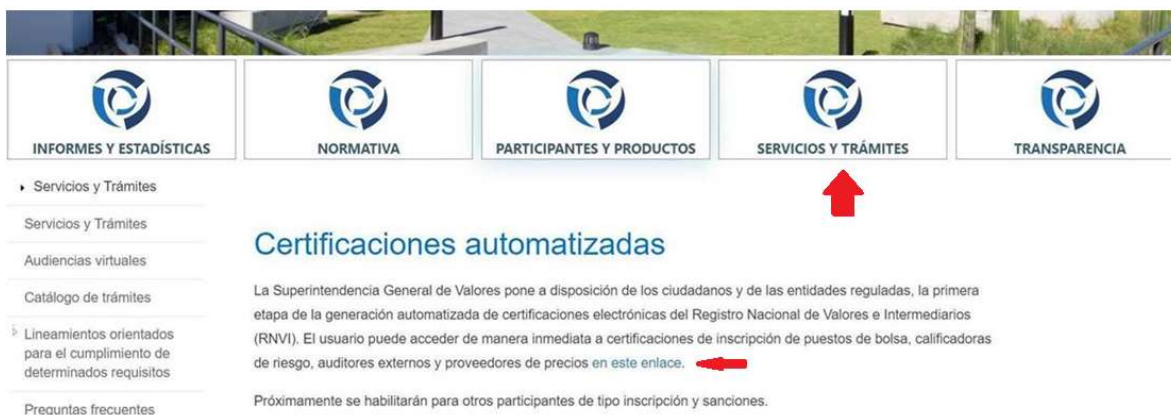 INFORMES Y ESTADÍSTICAS
NORMATIVA
PARTICIPANTES Y PRODUCTOS
SERVICIOS Y TRÁMITES
TRANSPARENCIA
Servicios y Trámites
Servicios y Trámites
Audiencias virtuales
Catálogo de trámites
Lineamientos orientados
para el cumplimiento de
determinados requisitos
Preguntas frecuentes
Certificaciones automatizadas
La Superintendencia General de Valores pone a disposición de los ciudadanos y de las entidades reguladas, la primera
etapa de la generación automatizada de certificaciones electrónicas del Registro Nacional de Valores e Intermediarios
(RNVI). El usuario puede acceder de manera inmediata a certificaciones de inscripción de puestos de bolsa, calificadoras
de riesgo, auditores externos y proveedores de precios en este enlace.
Próximamente se habilitarán para otros participantes de tipo inscripción y sanciones.